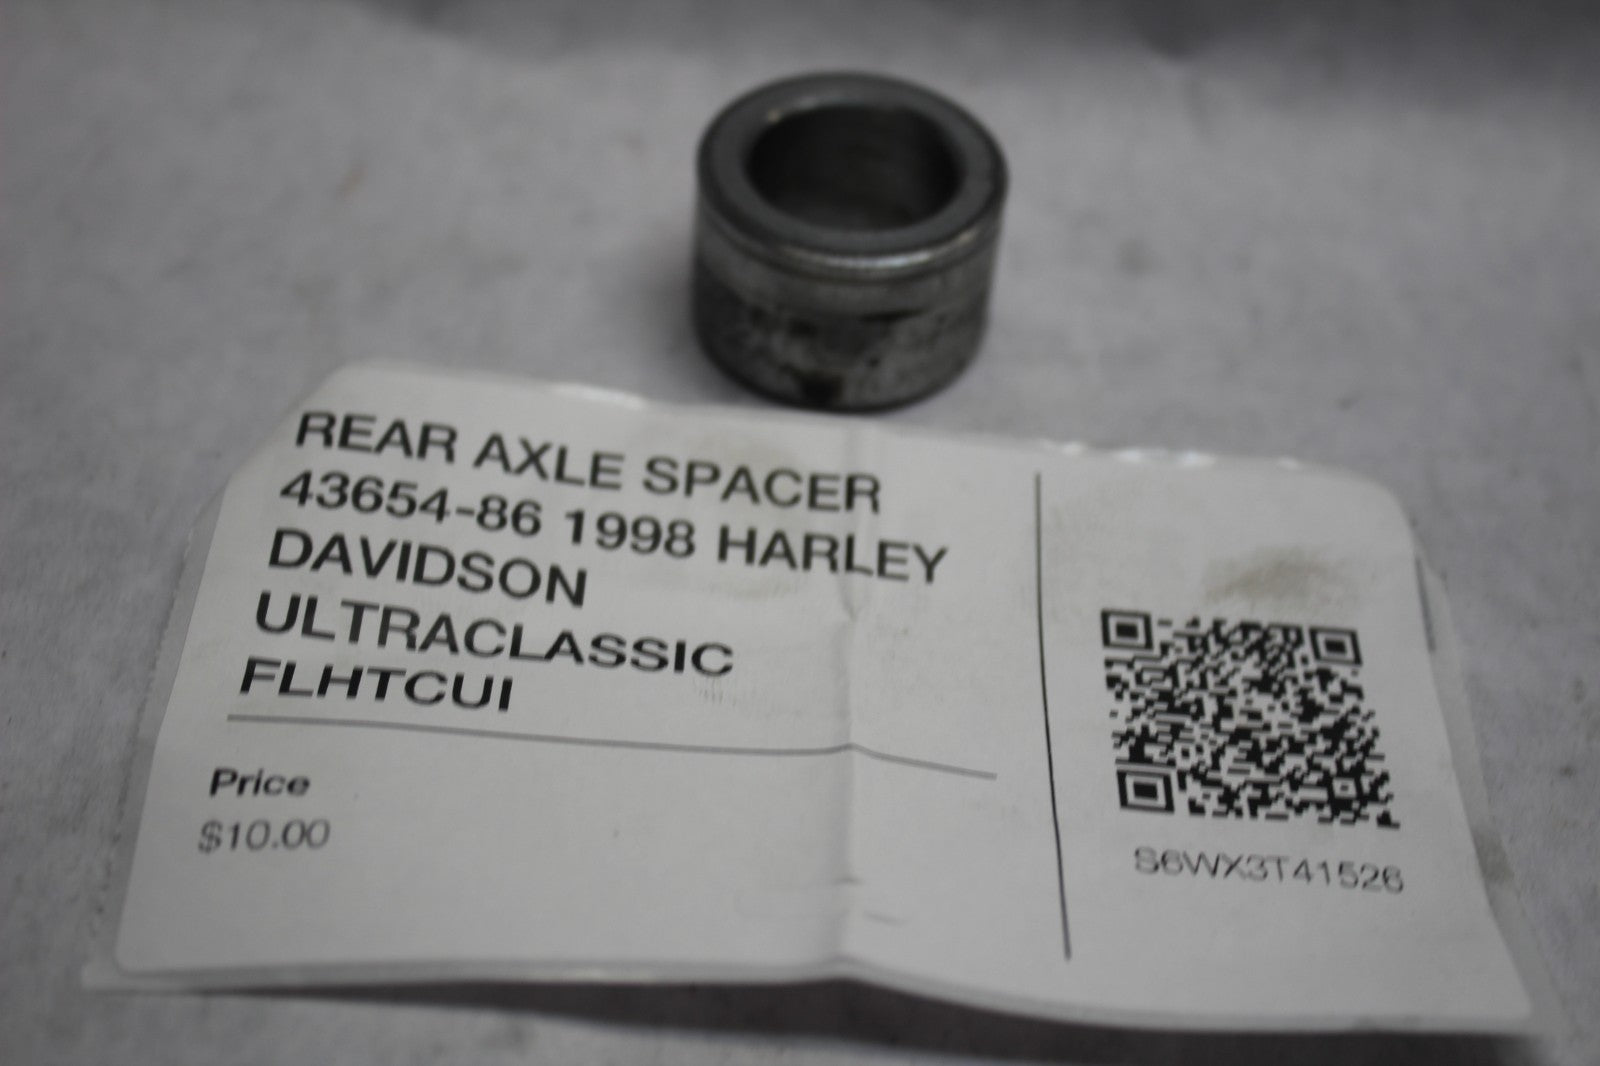 REAR AXLE SPACER
43654-86 1998 HARLEY
DAVIDSON
ULTRACLASSIC
FLHTCUI
Price
$10.00
S6WX3T41526